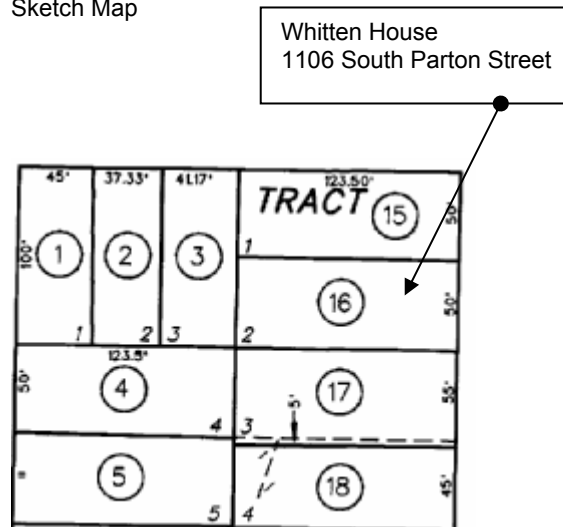 Sketch Map
Whitten House
1106 South Parton Street
45' 37.33' 41.17' 123.50'
TRACT 15 50'
100' 1 2 3
1
16 50'
1 2 3 2
123.5'
50' 4 17 55'
5'
4 3
" 5 18 45'
5 4